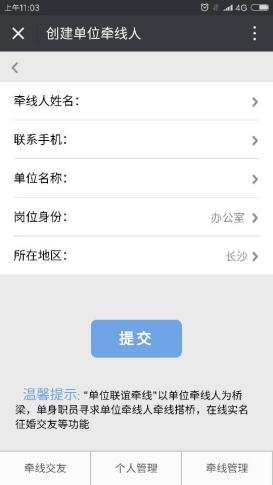 上午11:03
4G
创建单位牵线人
牵线人姓名：
联系手机：
单位名称：
岗位身份： 办公室
所在地区： 长沙
提交
温馨提示: “单位联谊牵线”以单位牵线人为桥
梁，单身职员寻求单位牵线人牵线搭桥，在线实名
征婚交友等功能
牵线交友 个人管理 牵线管理